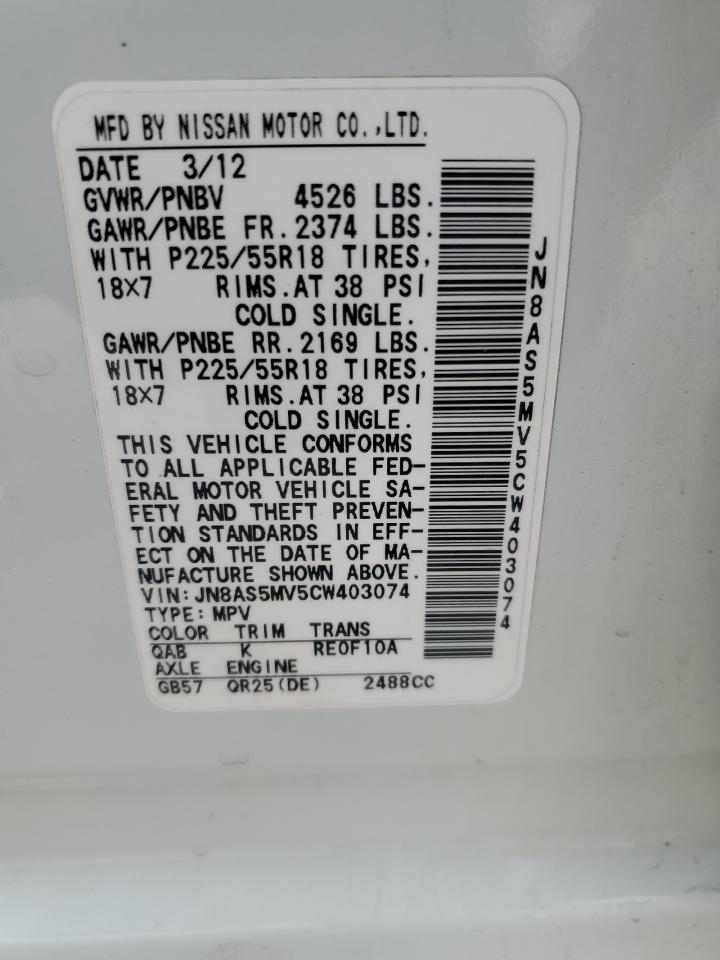 MFD BY NISSAN MOTOR CO.,LTD.
DATE 3/12
GVWR/PNBV 4526 LBS.
GAWR/PNBE FR. 2374 LBS.
WITH P225/55R18 TIRES,
18×7 RIMS.AT 38 PSI
COLD SINGLE.
GAWR/PNBE RR. 2169 LBS.
WITH P225/55R18 TIRES,
18×7 RIMS.AT 38 PSI
COLD SINGLE.
THIS VEHICLE CONFORMS
TO ALL APPLICABLE FED-
ERAL MOTOR VEHICLE SA-
FETY AND THEFT PREVEN-
TION STANDARDS IN EFF-
ECT ON THE DATE OF MA-
NUFACTURE SHOWN ABOVE.
VIN: JN8AS5MV5CW403074
TYPE: MPV
COLOR TRIM TRANS
QAB K RE0F10A
AXLE ENGINE
GB57 QR25(DE) 2488CC
JN8AS5MV5CW403074